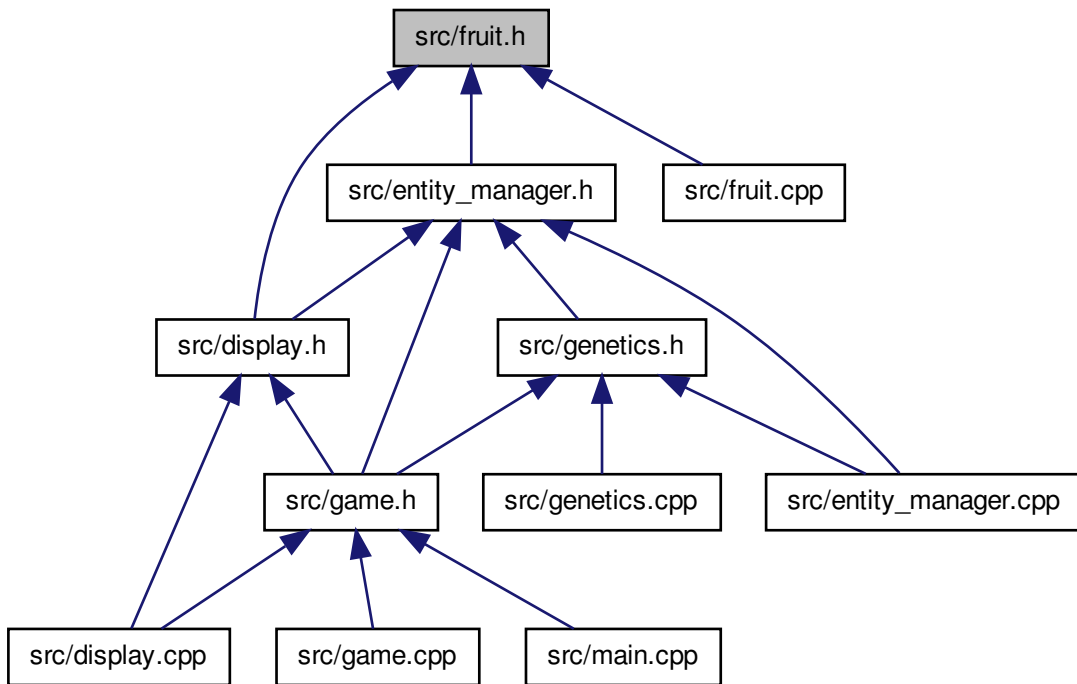 src/fruit.h
src/entity_manager.h
src/fruit.cpp
src/display.h
src/genetics.h
src/game.h
src/genetics.cpp
src/entity_manager.cpp
src/display.cpp
src/game.cpp
src/main.cpp